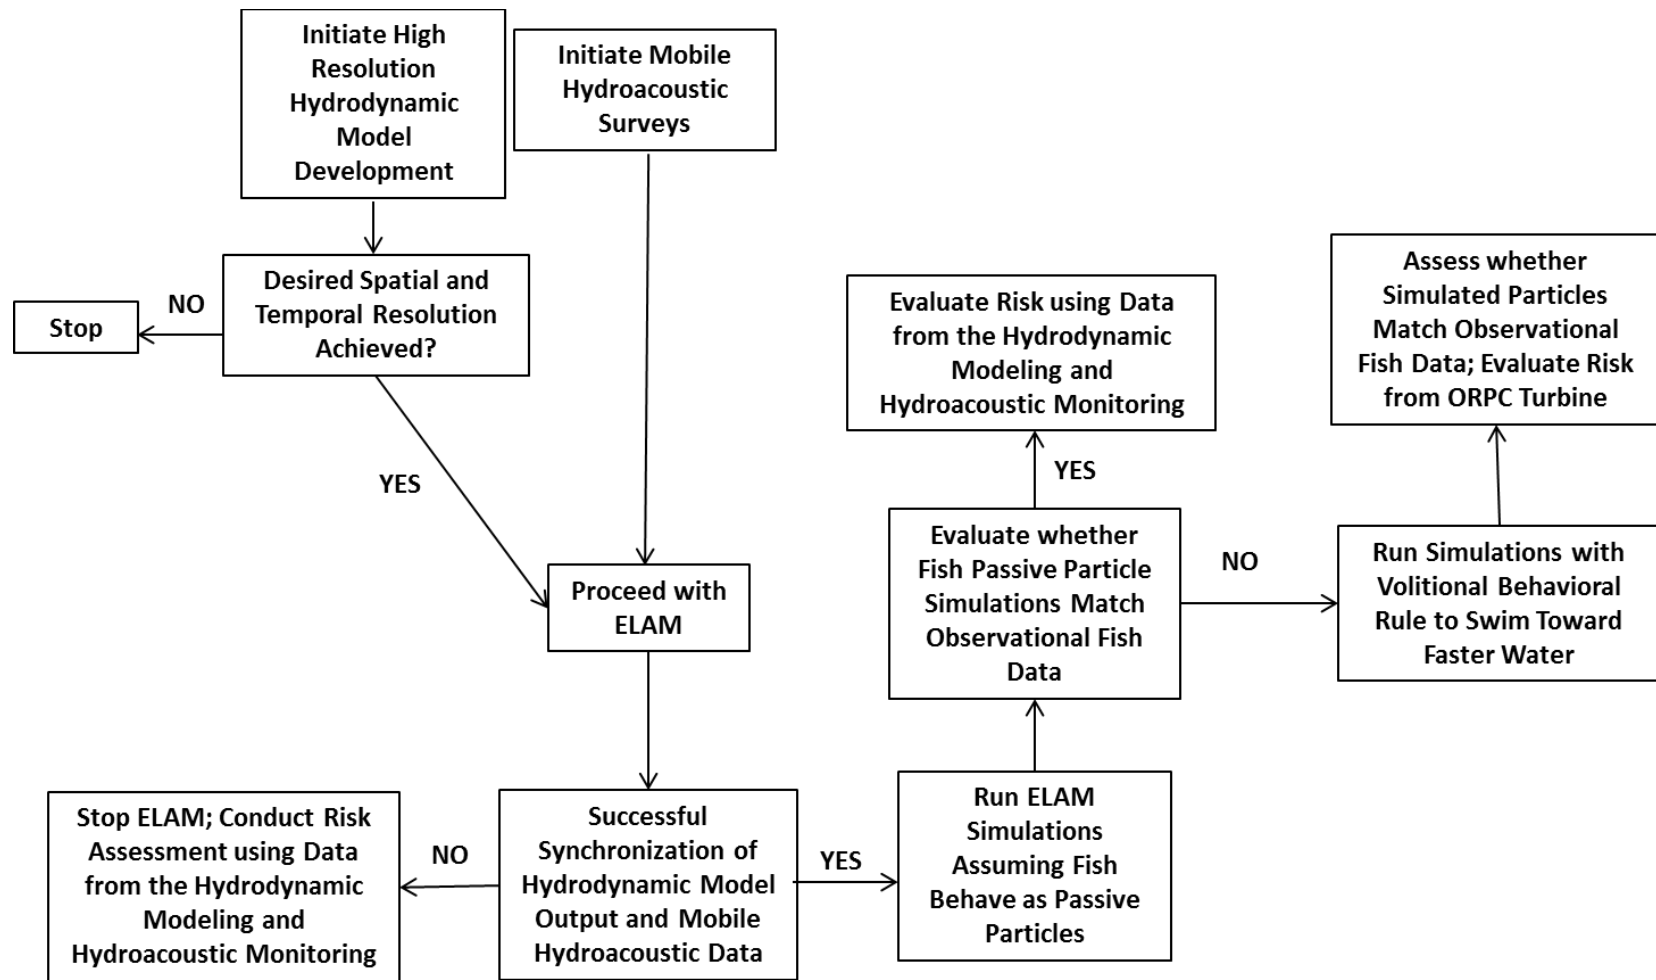 Initiate High
Resolution
Hydrodynamic
Model
Development
Initiate Mobile
Hydroacoustic
Surveys
Desired Spatial and
Temporal Resolution
Achieved?
NO
Stop
YES
Proceed with
ELAM
Successful
Synchronization of
Hydrodynamic Model
Output and Mobile
Hydroacoustic Data
NO
Stop ELAM; Conduct Risk
Assessment using Data
from the Hydrodynamic
Modeling and
Hydroacoustic Monitoring
YES
Run ELAM
Simulations
Assuming Fish
Behave as Passive
Particles
Evaluate whether
Fish Passive Particle
Simulations Match
Observational Fish
Data
YES
Evaluate Risk using Data
from the Hydrodynamic
Modeling and
Hydroacoustic Monitoring
NO
Run Simulations with
Volitional Behavioral
Rule to Swim Toward
Faster Water
Assess whether
Simulated Particles
Match Observational
Fish Data; Evaluate Risk
from ORPC Turbine